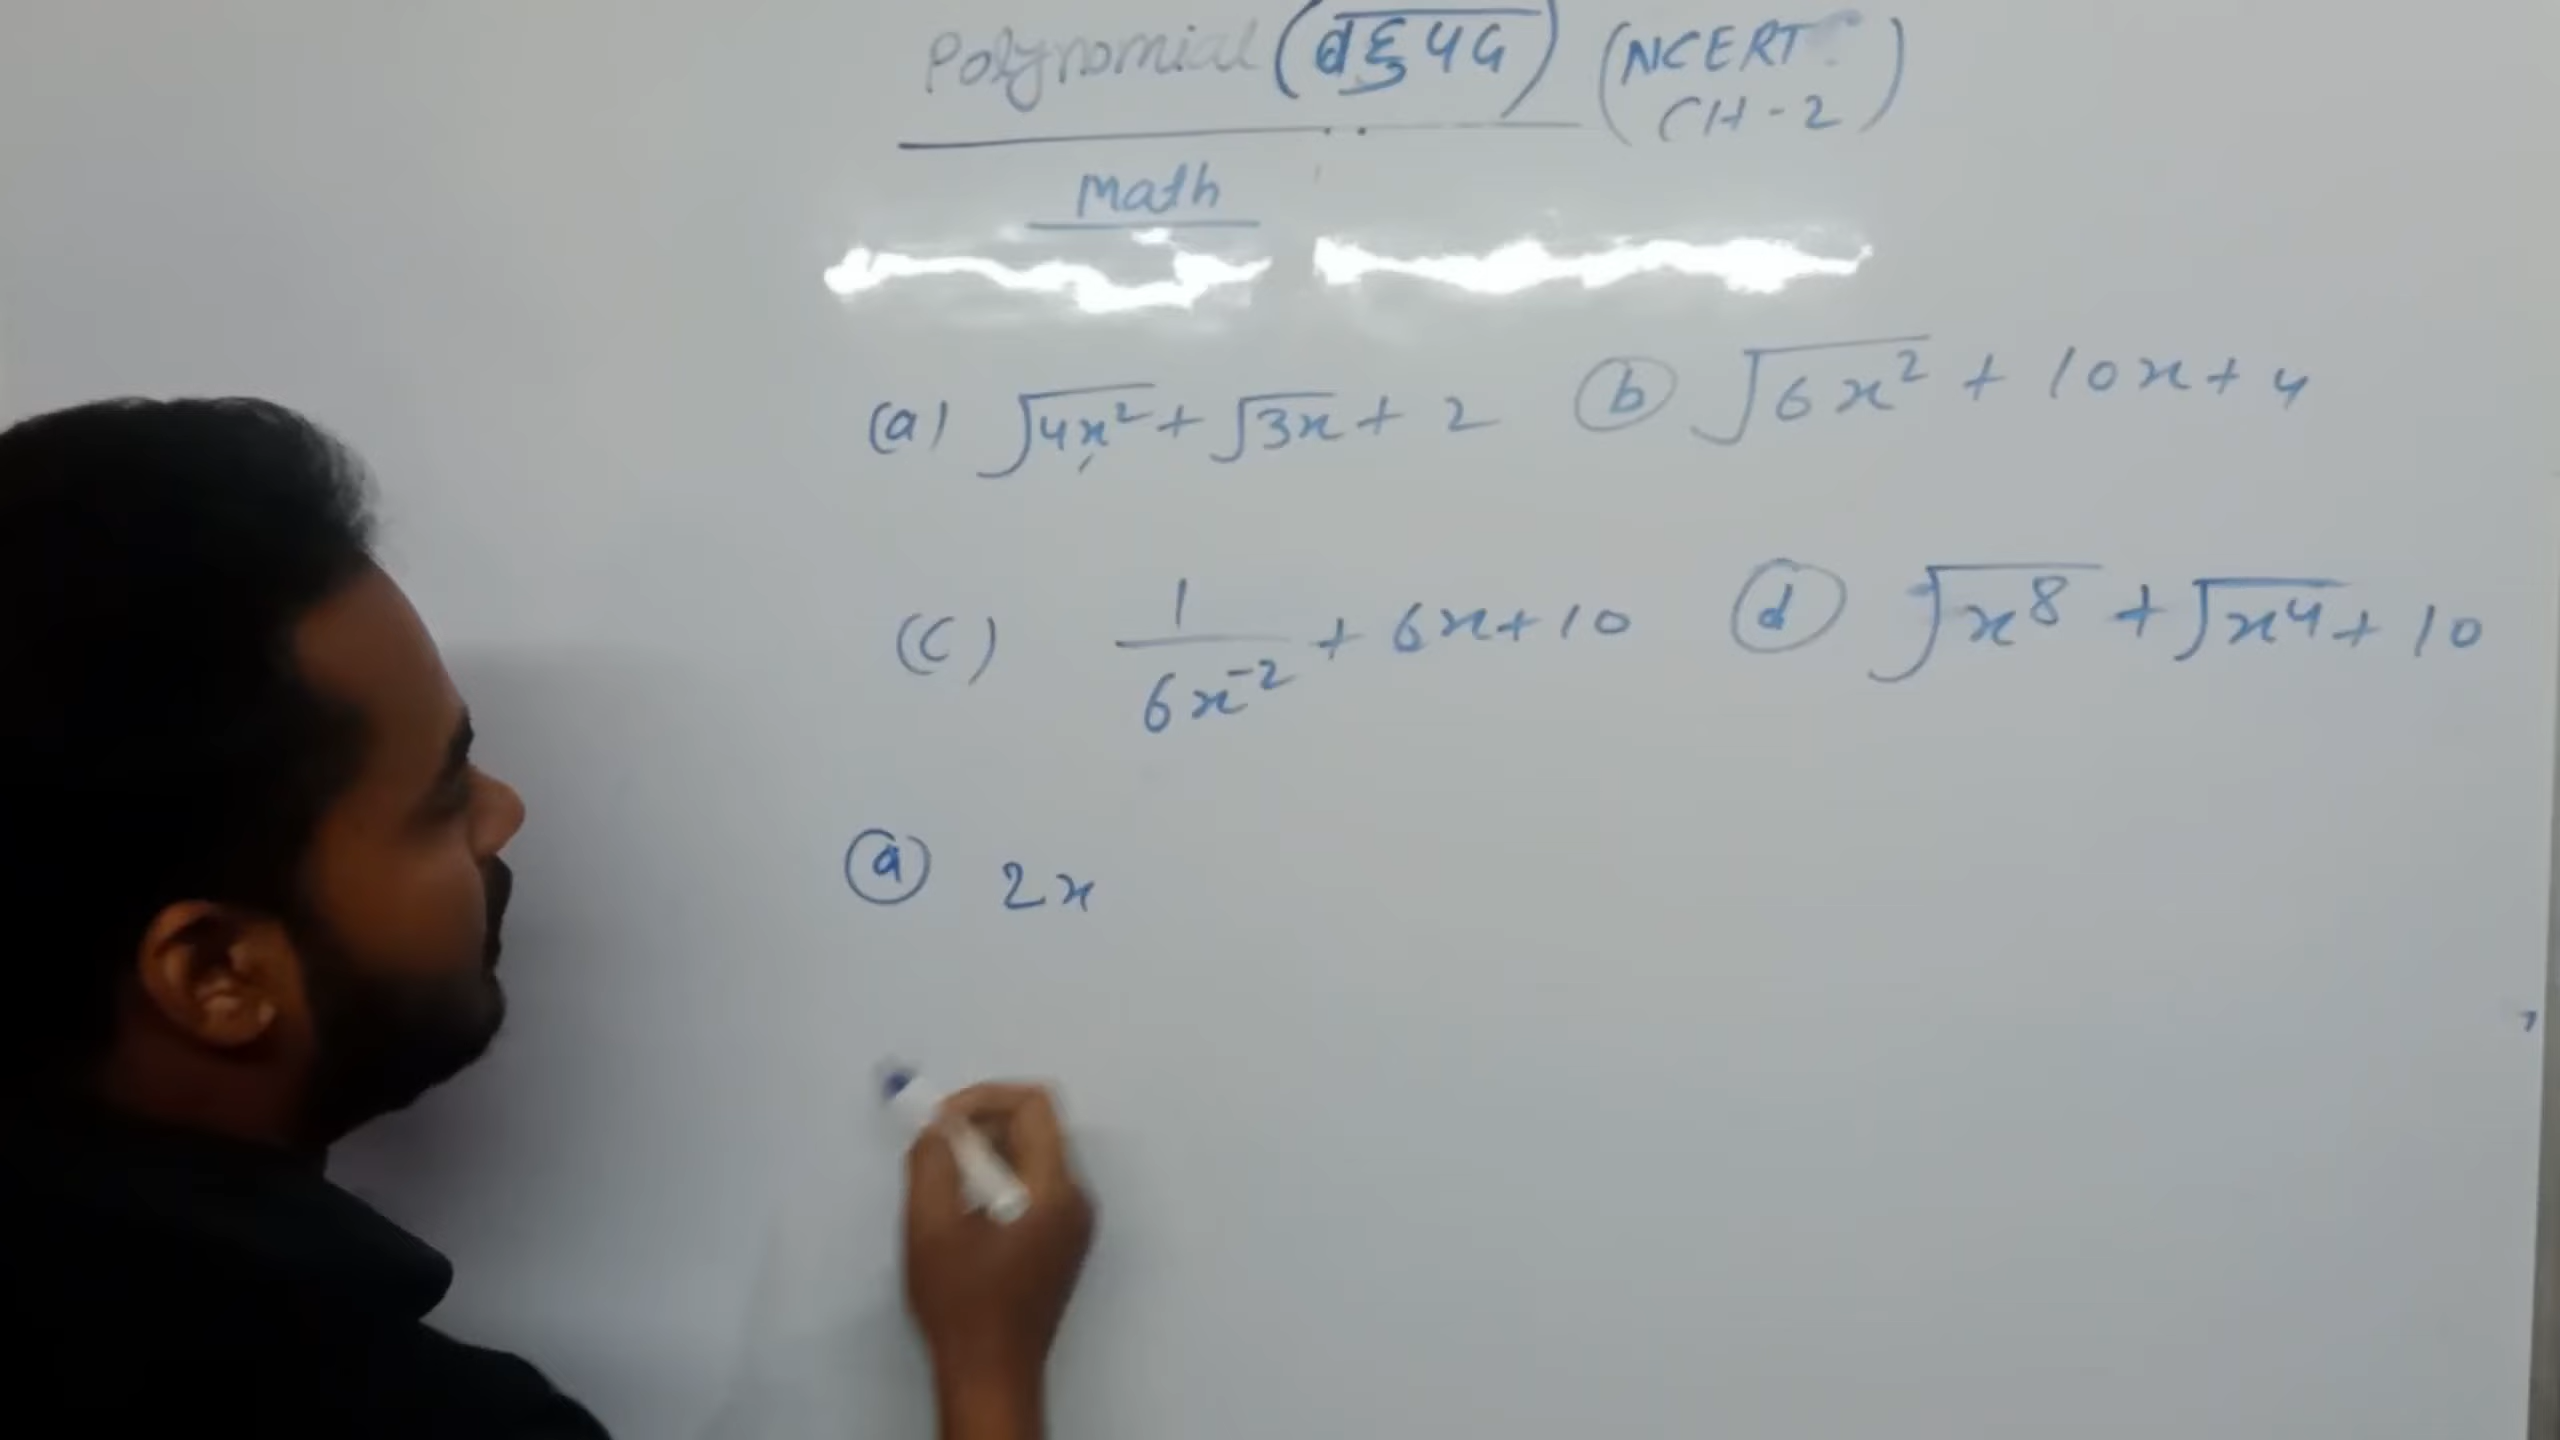 Polynomial (बहुपद) (NCERT CH-2)
Math
(a) √4x² + √3x + 2 (b) √6x² + 10x + 4
(C) 1/6x⁻² + 6x + 10 (d) √x⁸ + √x⁴ + 10
(a) 2x